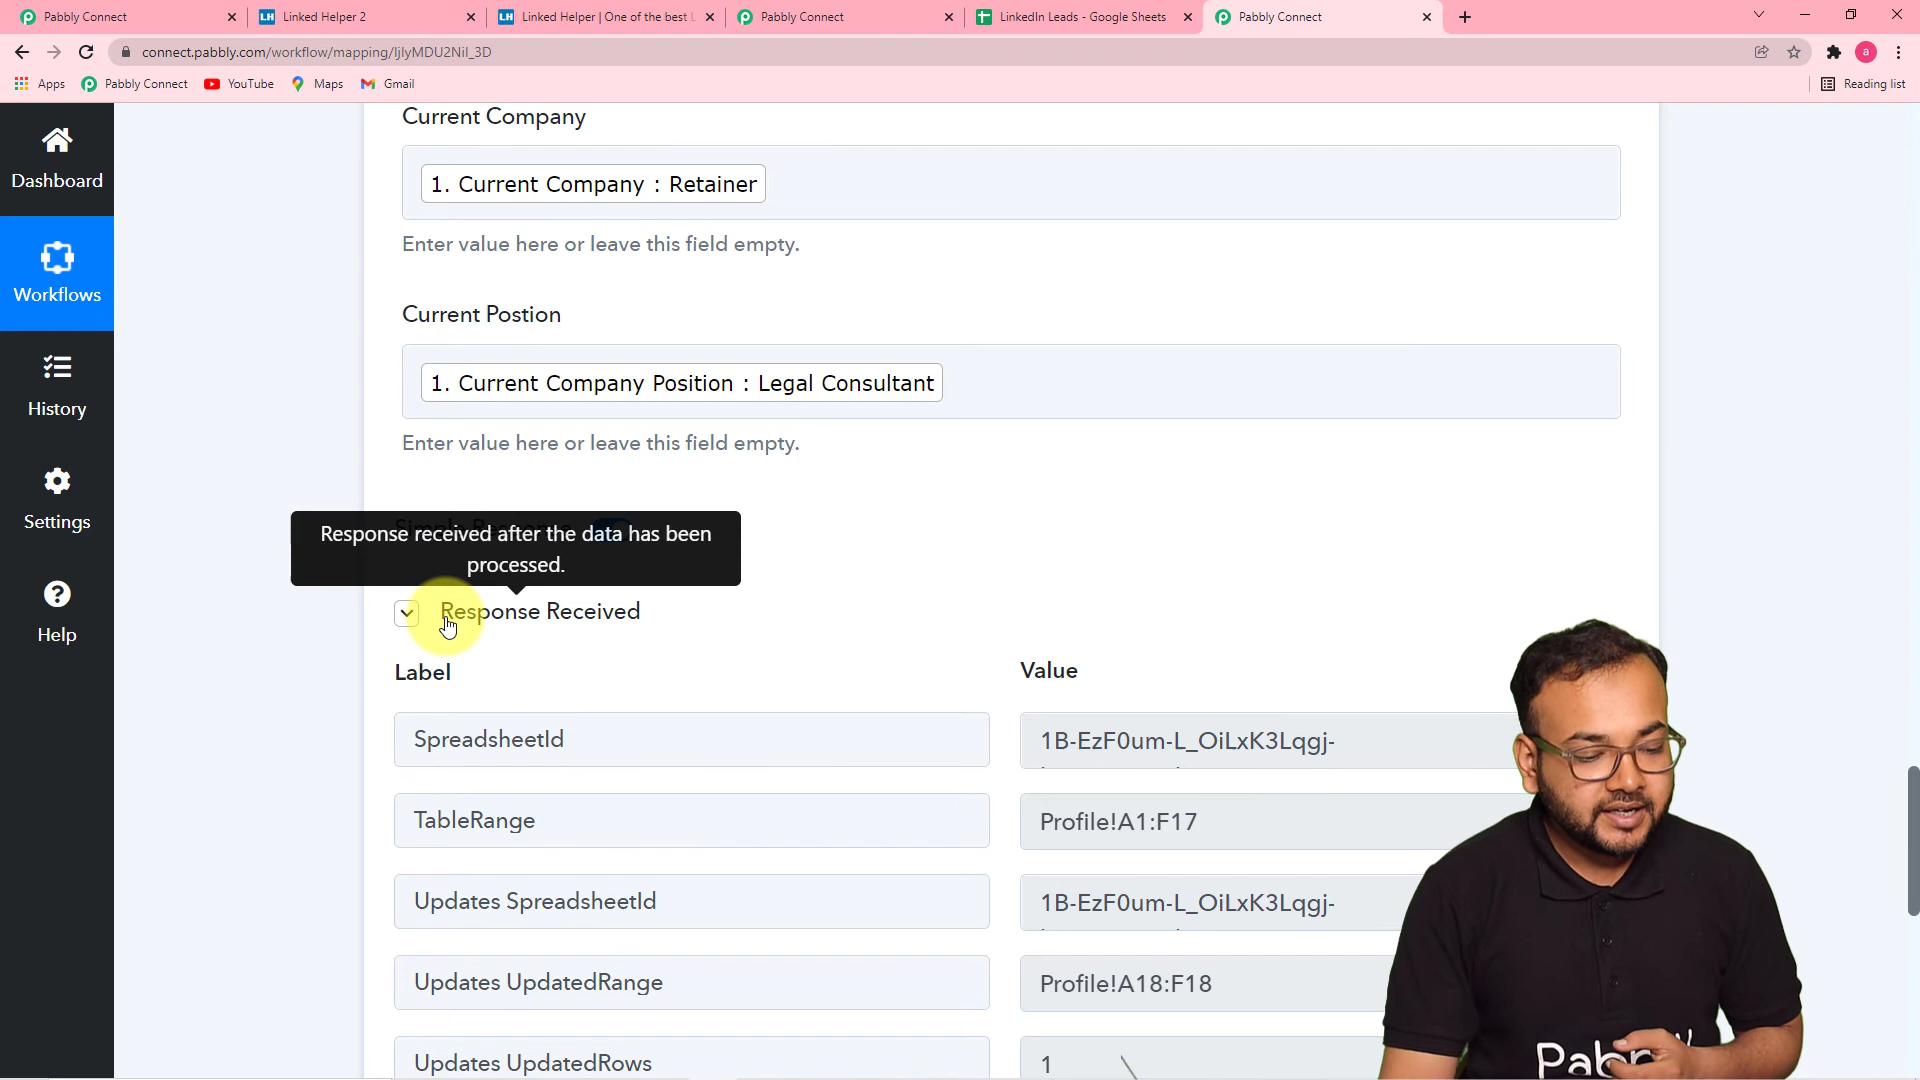 Pabbly Connect
Linked Helper 2
Linked Helper | One of the best L
Pabbly Connect
LinkedIn Leads - Google Sheets
Pabbly Connect
connect.pabbly.com/workflow/mapping/IjIyMDU2NiI_3D
a
Apps
Pabbly Connect
YouTube
Maps
Gmail
Reading list
Dashboard
Workflows
History
Settings
Help
Current Company
1. Current Company : Retainer
Enter value here or leave this field empty.
Current Postion
1. Current Company Position : Legal Consultant
Enter value here or leave this field empty.
Response received after the data has been
processed.
Response Received
Label
Value
SpreadsheetId
1B-EzF0um-L_OiLxK3Lqgj-
TableRange
Profile!A1:F17
Updates SpreadsheetId
1B-EzF0um-L_OiLxK3Lqgj-
Updates UpdatedRange
Profile!A18:F18
Updates UpdatedRows
1